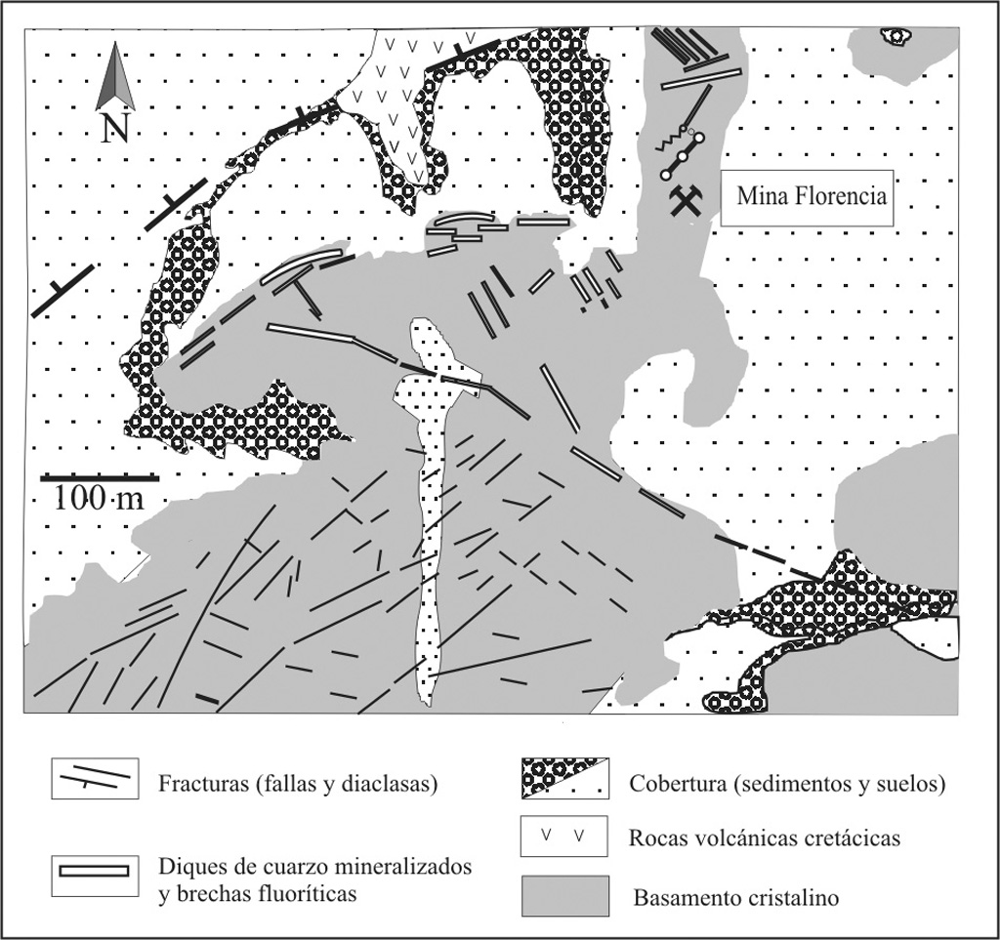 N
Mina Florencia
100 m
Fracturas (fallas y diaclasas)
Cobertura (sedimentos y suelos)
Rocas volcánicas cretácicas
Diques de cuarzo mineralizados
y brechas fluoríticas
Basamento cristalino